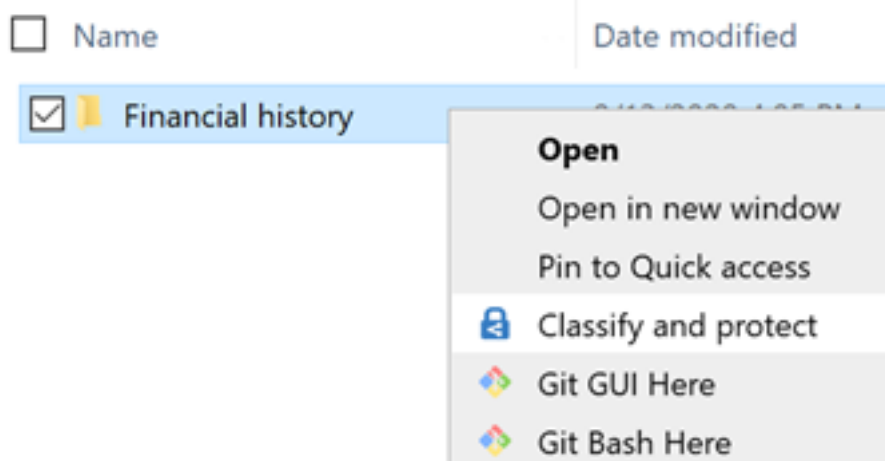 Name
Date modified
Financial history
Open
Open in new window
Pin to Quick access
Classify and protect
Git GUI Here
Git Bash Here